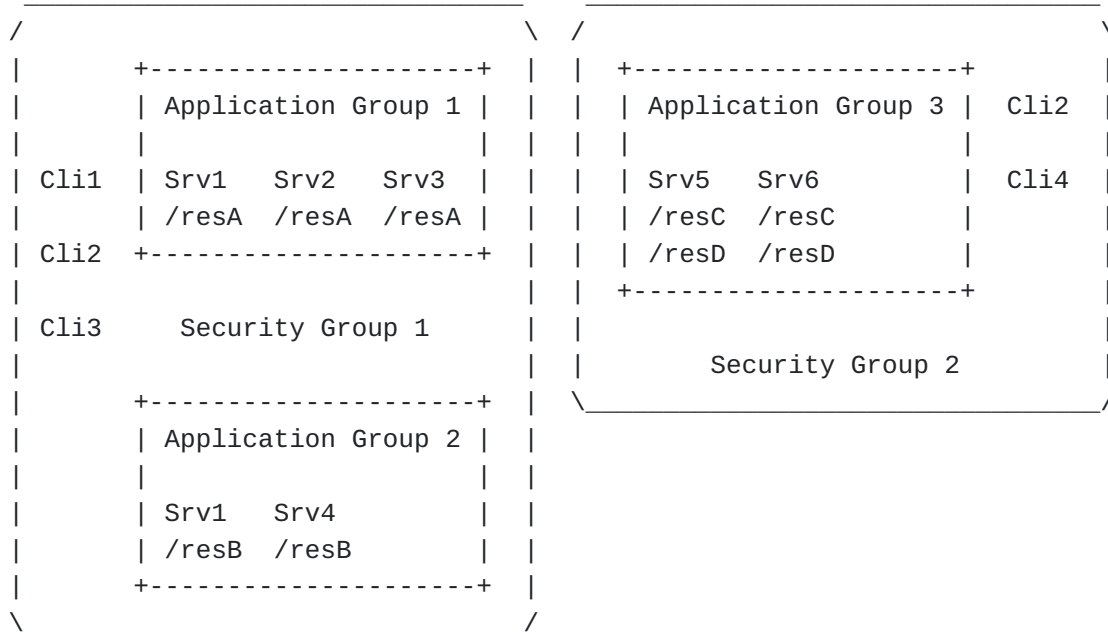 Application Group 1 Application Group 3 Cli2
Cli1 Srv1 Srv2 Srv3 Srv5 Srv6 Cli4
/resA /resA /resA /resC /resC
Cli2 /resD /resD
Cli3 Security Group 1
Security Group 2
Application Group 2
Srv1 Srv4
/resB /resB